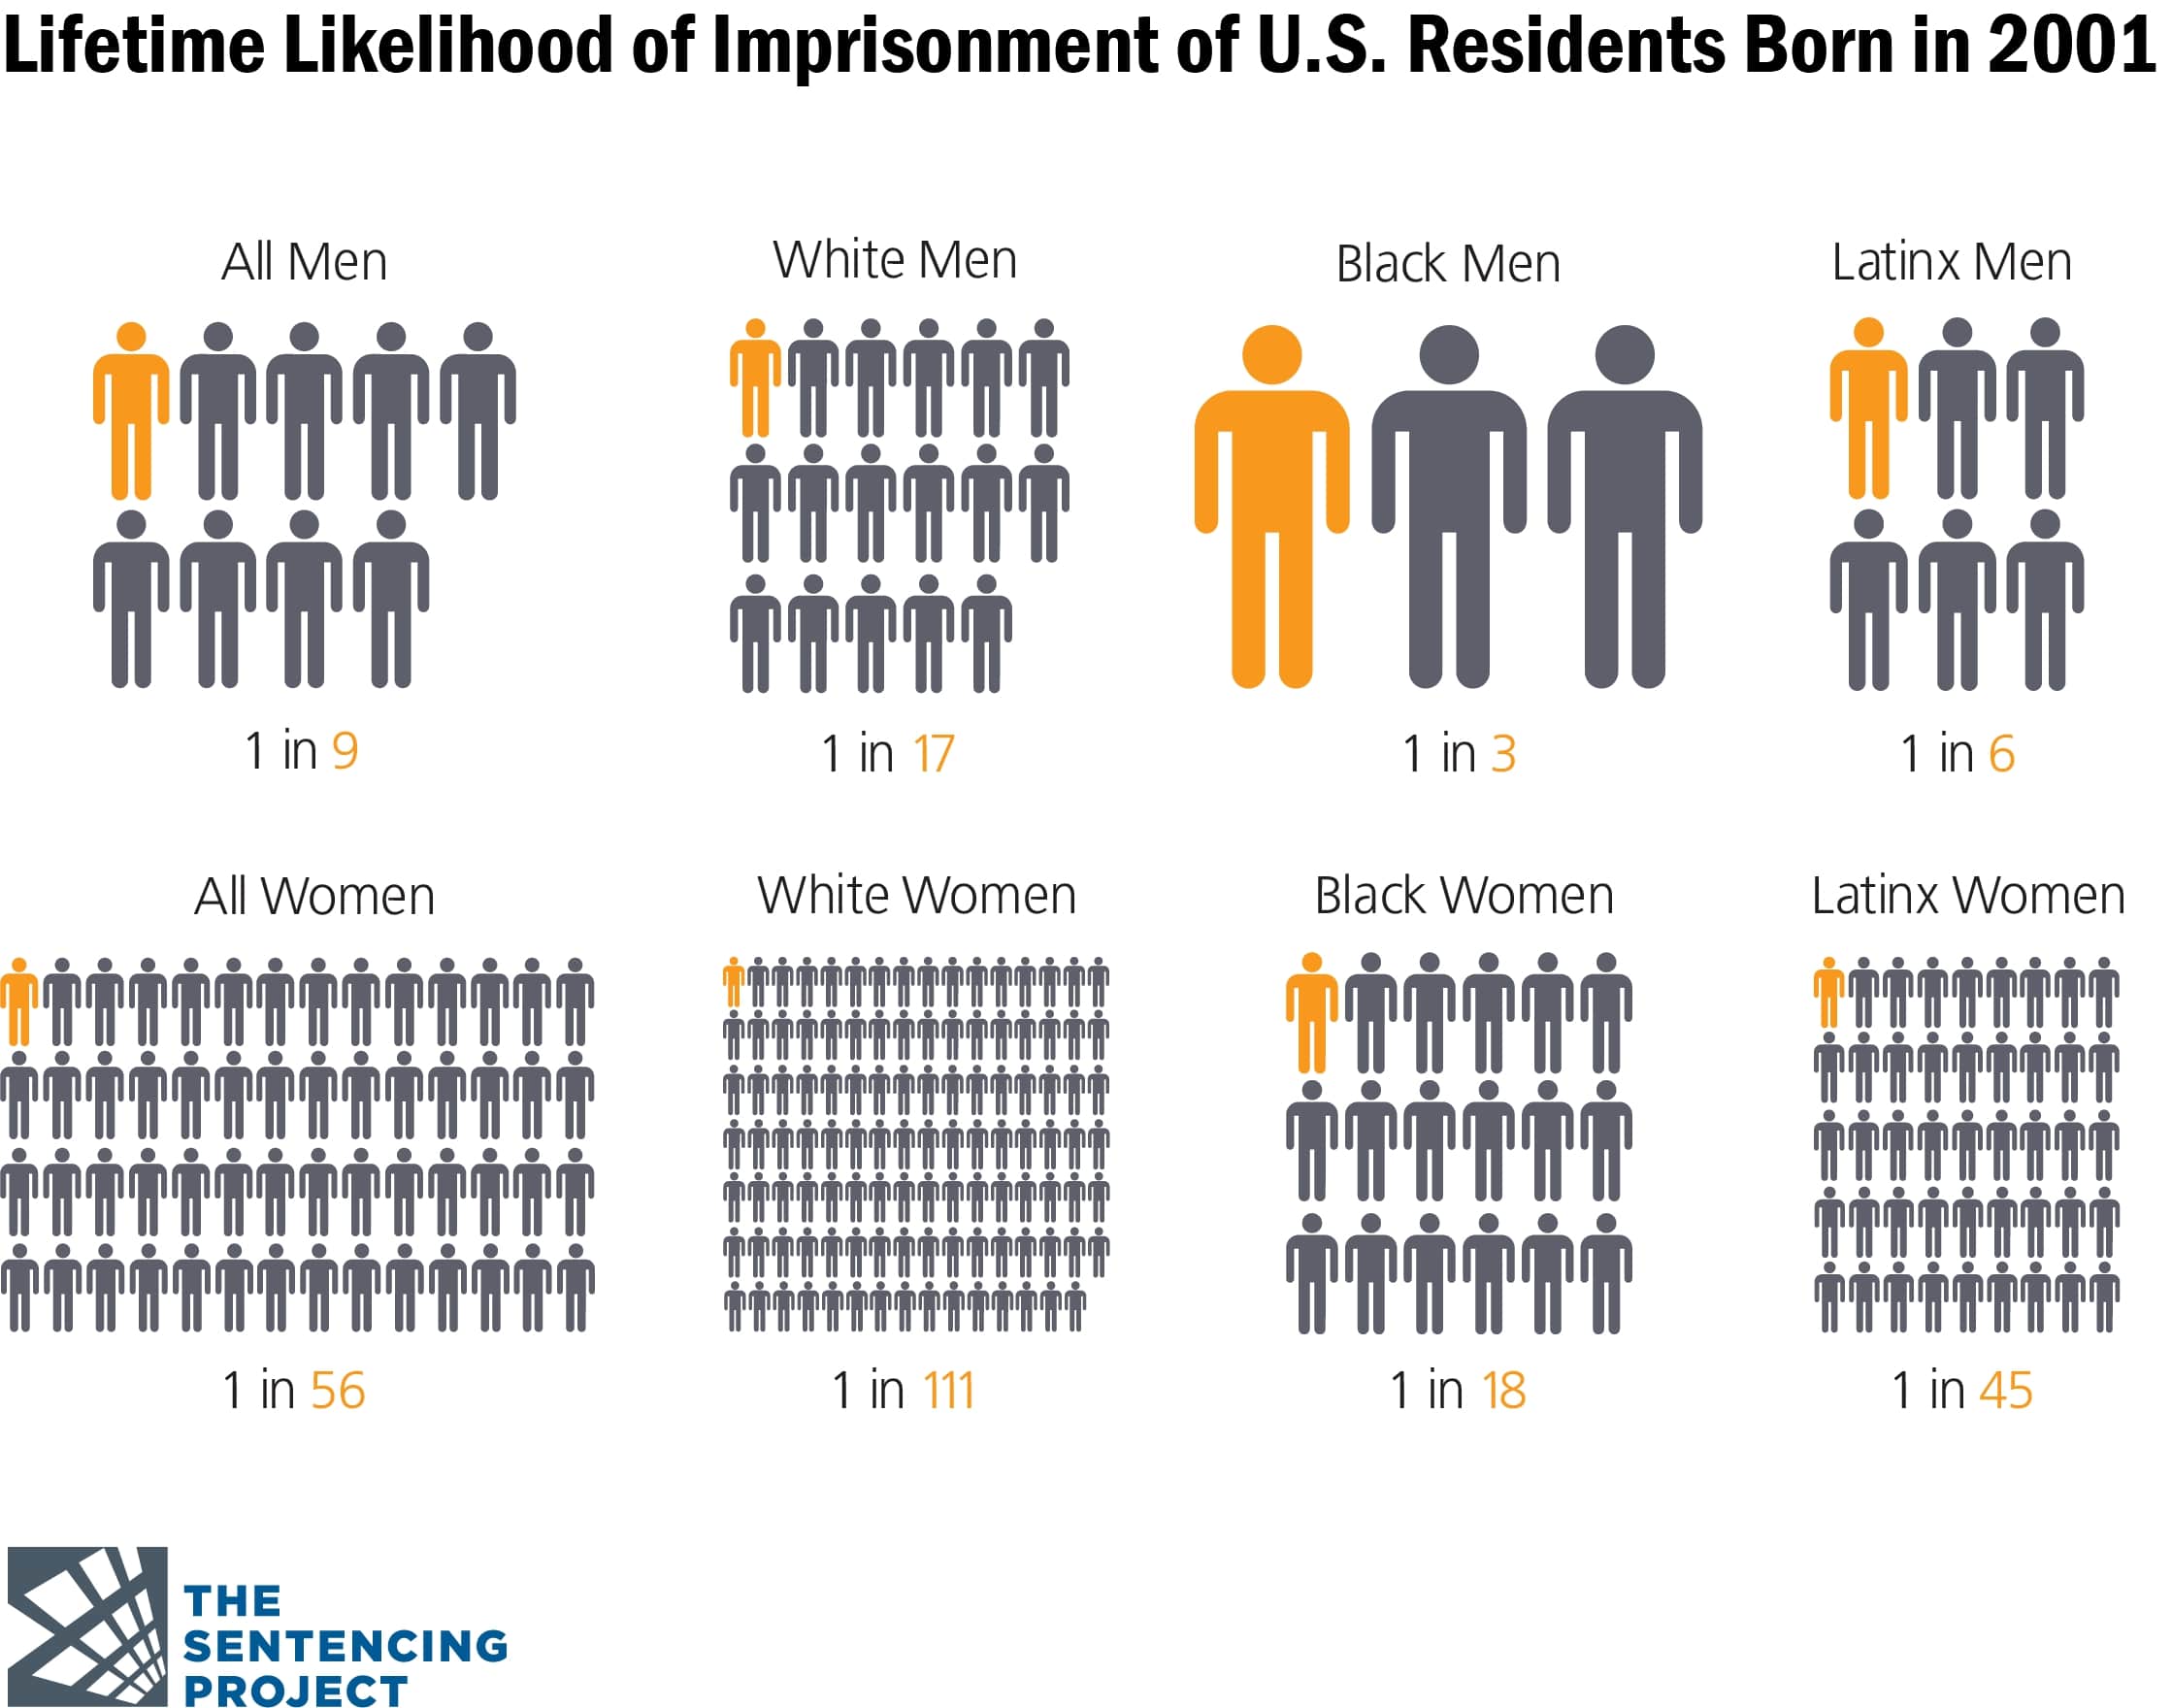 Lifetime Likelihood of Imprisonment of U.S. Residents Born in 2001
All Men
White Men
Black Men
Latinx Men
1 in 9
1 in 17
1 in 3
1 in 6
All Women
White Women
Black Women
Latinx Women
1 in 56
1 in 111
1 in 18
1 in 45
THE
SENTENCING
PROJECT